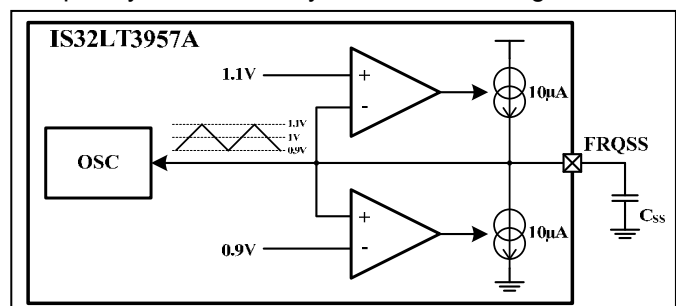 IS32LT3957A
1.1V
+
-
10μA
1.1V
1V
0.9V
OSC
FRQSS
CSS
+
-
0.9V
10μA